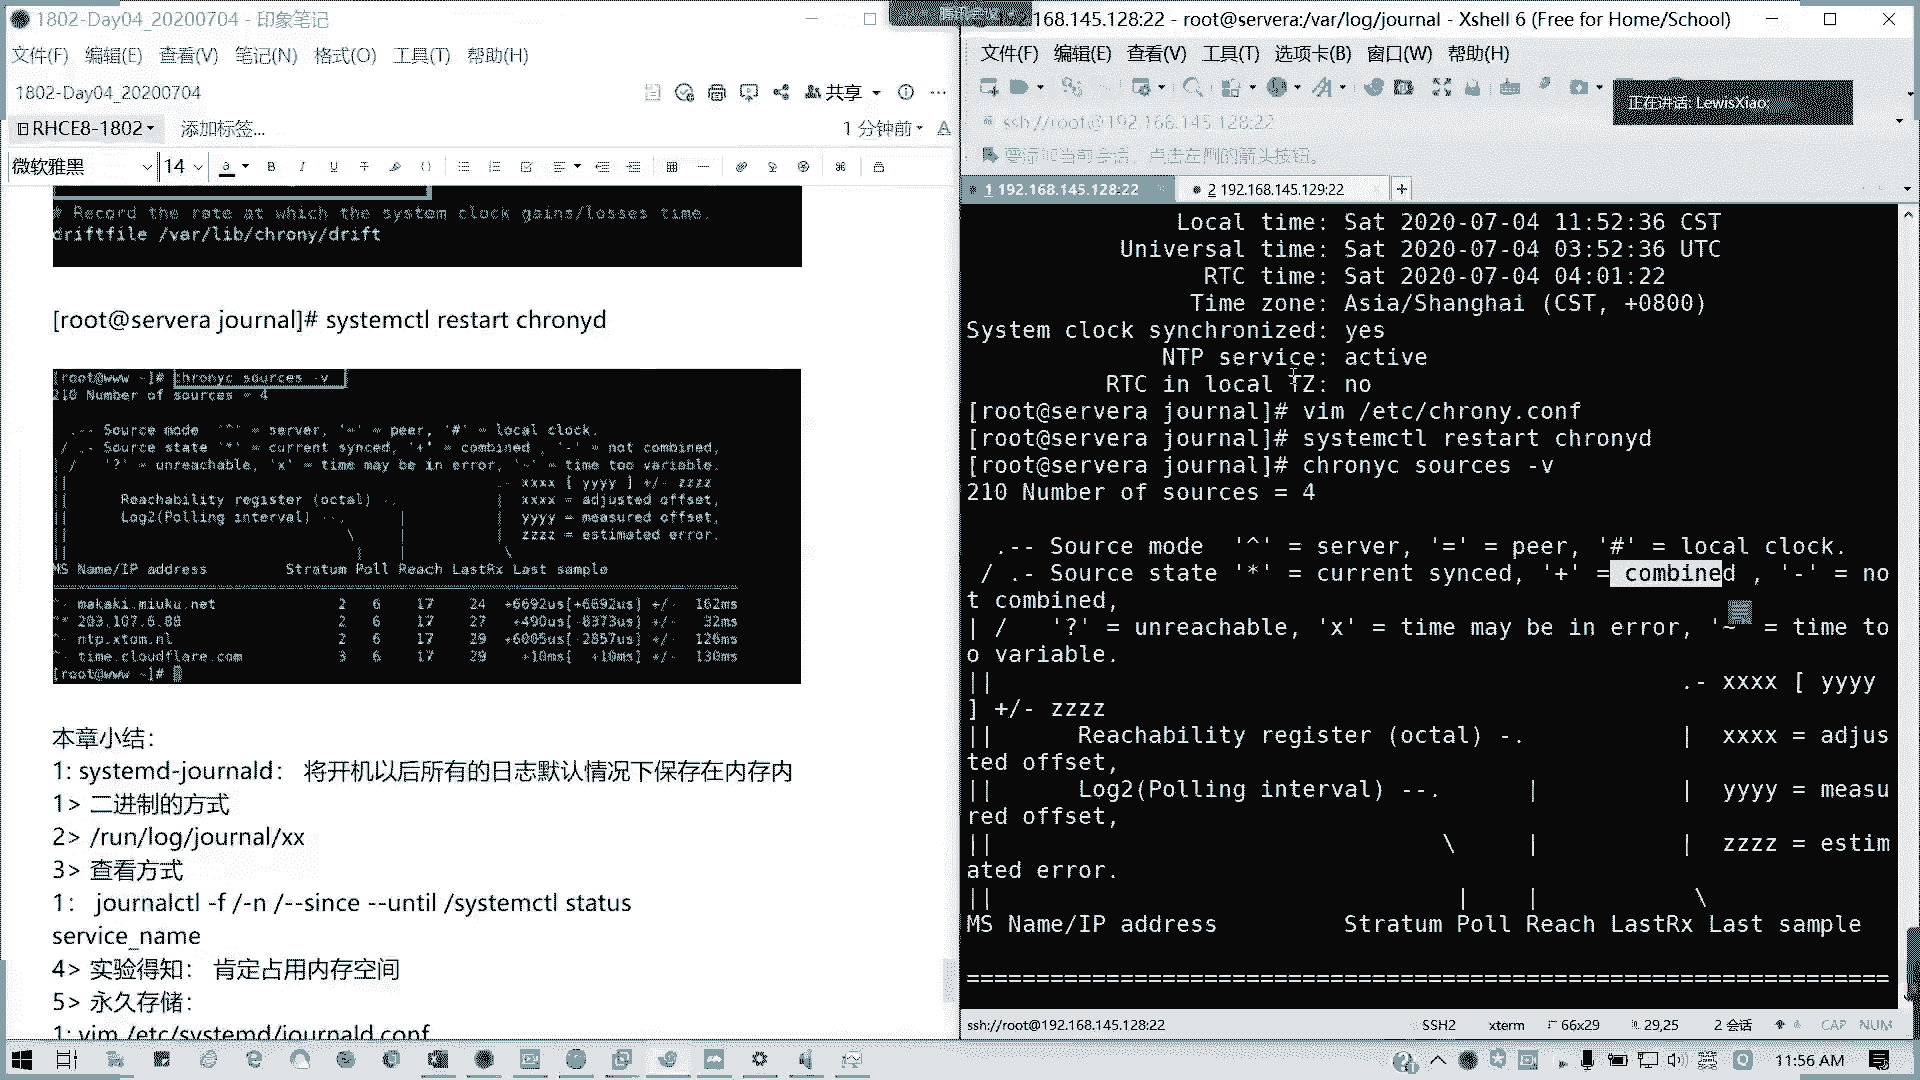 1802-Day04_20200704 - 印象笔记
文件(F) 编辑(E) 查看(V) 笔记(N) 格式(O) 工具(T) 帮助(H)
1802-Day04_20200704
共享
RHCE8-1802
添加标签...
1 分钟前
微软雅黑
14
# Record the rate at which the system clock gains/losses time.
driftfile /var/lib/chrony/drift
[root@servera journal]# systemctl restart chronyd
[root@www ~]# chronyc sources -v
210 Number of sources = 4
.-- Source mode '^' = server, '=' = peer, '#' = local clock.
/ .- Source state '*' = current synced, '+' = combined , '-' = not combined,
| / '?' = unreachable, 'x' = time may be in error, '~' = time too variable.
|| .- xxxx [ yyyy ] +/- zzzz
|| Reachability register (octal) -. | xxxx = adjusted offset,
|| Log2(Polling interval) --. | | yyyy = measured offset,
|| \ | | zzzz = estimated error.
|| | | \
MS Name/IP address Stratum Poll Reach LastRx Last sample
^- makaki.miuku.net 2 6 17 24 +6692us[+6692us] +/- 162ms
^* 203.107.6.88 2 6 17 27 +490us[-8373us] +/- 32ms
^- ntp.xtom.nl 2 6 17 29 +6005us[-2857us] +/- 126ms
^- time.cloudflare.com 3 6 17 29 +10ms[ +10ms] +/- 130ms
[root@www ~]#
本章小结：
1: systemd-journald： 将开机以后所有的日志默认情况下保存在内存内
1> 二进制的方式
2> /run/log/journal/xx
3> 查看方式
1： journalctl -f /-n /--since --until /systemctl status
service_name
4> 实验得知： 肯定占用内存空间
5> 永久存储：
1: vim /etc/systemd/journald.conf
168.145.128:22 - root@servera:/var/log/journal - Xshell 6 (Free for Home/School)
文件(F) 编辑(E) 查看(V) 工具(T) 选项卡(B) 窗口(W) 帮助(H)
正在讲话: LewisXiao;
ssh://root@192.168.145.128:22
要添加当前会话，点击左侧的箭头按钮。
1 192.168.145.128:22
2 192.168.145.129:22
Local time: Sat 2020-07-04 11:52:36 CST
Universal time: Sat 2020-07-04 03:52:36 UTC
RTC time: Sat 2020-07-04 04:01:22
Time zone: Asia/Shanghai (CST, +0800)
System clock synchronized: yes
NTP service: active
RTC in local TZ: no
[root@servera journal]# vim /etc/chrony.conf
[root@servera journal]# systemctl restart chronyd
[root@servera journal]# chronyc sources -v
210 Number of sources = 4
.-- Source mode '^' = server, '=' = peer, '#' = local clock.
/ .- Source state '*' = current synced, '+' = combined , '-' = no
t combined,
| / '?' = unreachable, 'x' = time may be in error, '~' = time to
o variable.
|| .- xxxx [ yyyy
] +/- zzzz
|| Reachability register (octal) -. | xxxx = adjus
ted offset,
|| Log2(Polling interval) --. | | yyyy = measu
red offset,
|| \ | | zzzz = estim
ated error.
|| | | \
MS Name/IP address Stratum Poll Reach LastRx Last sample
==================================================================
ssh://root@192.168.145.128:22
SSH2
xterm
66x29
29,25
2 会话
CAP NUM
英
11:56 AM